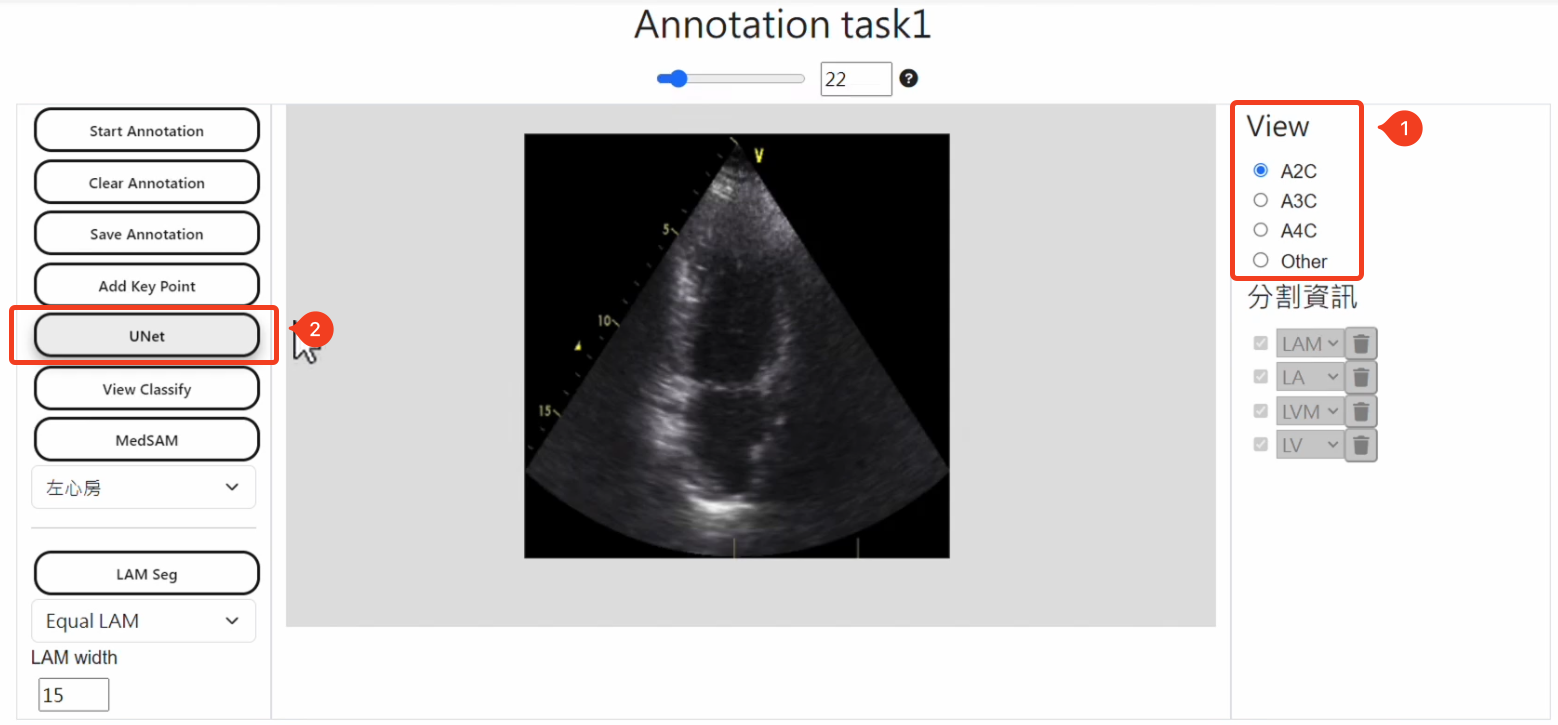 Annotation task1
22 ?
Start Annotation
Clear Annotation
Save Annotation
Add Key Point
UNet
2
View Classify
MedSAM
左心房
LAM Seg
Equal LAM
LAM width
15
V
5
10
15
View
1
A2C
A3C
A4C
Other
分割資訊
LAM
LA
LVM
LV